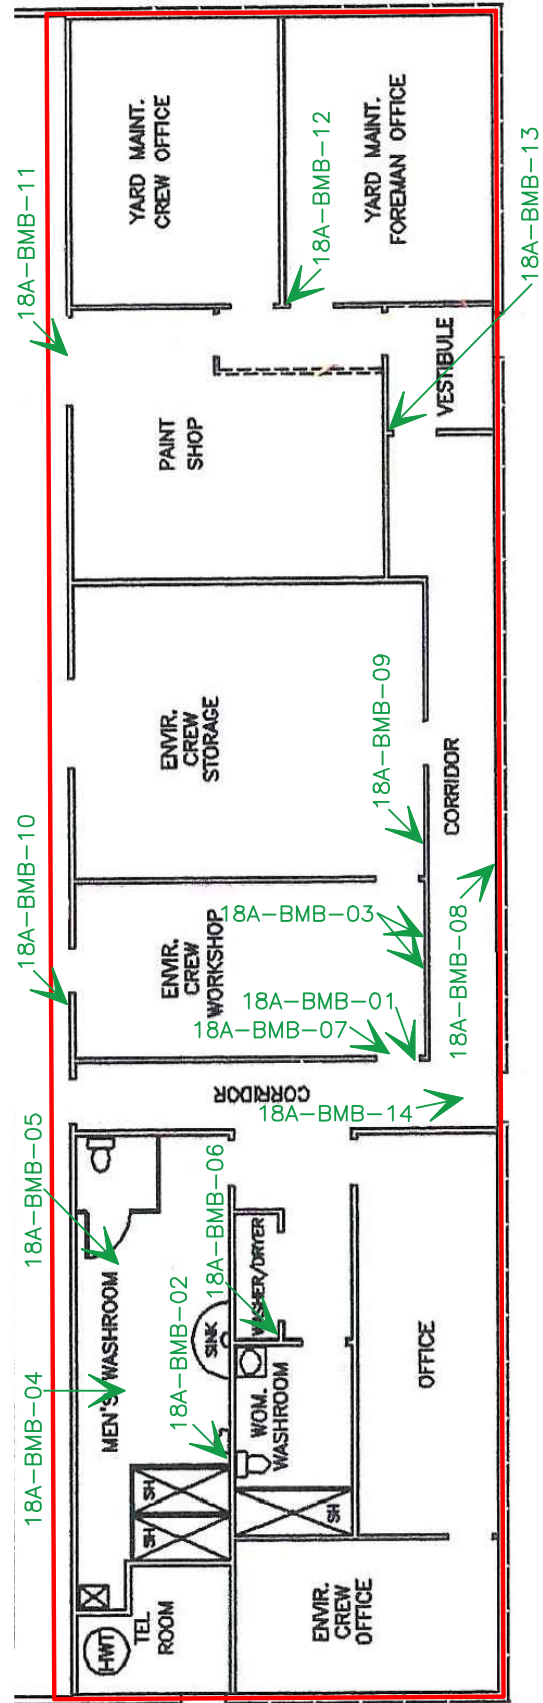 18A-BMB-11
YARD MAINT.
CREW OFFICE
18A-BMB-12
YARD MAINT.
FOREMAN OFFICE
18A-BMB-13
VESTIBULE
PAINT
SHOP
ENVIR.
CREW
STORAGE
18A-BMB-09
CORRIDOR
18A-BMB-10
ENVIR.
CREW
WORKSHOP
18A-BMB-03
18A-BMB-08
18A-BMB-01
18A-BMB-07
CORRIDOR
18A-BMB-14
18A-BMB-05
18A-BMB-06
MEN'S WASHROOM
WASHER/DRYER
SINK
18A-BMB-02
18A-BMB-04
WOM.
WASHROOM
OFFICE
SH
SH
SH
HWT
TEL
ROOM
ENVIR.
CREW
OFFICE